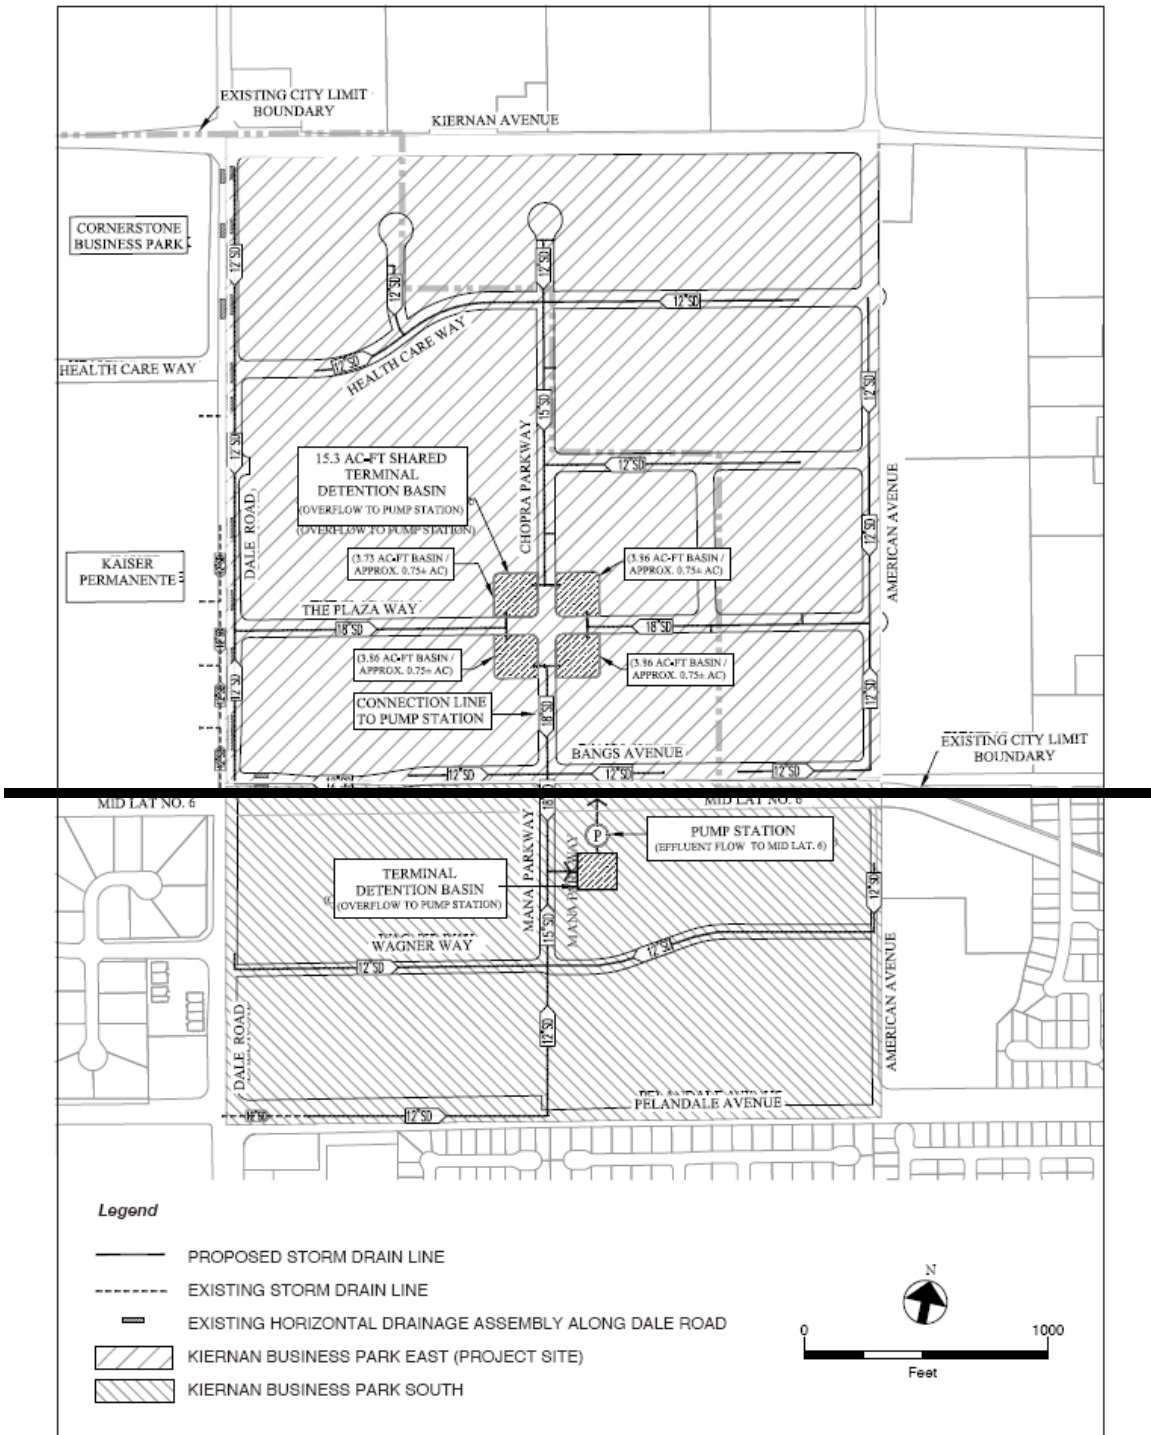 EXISTING CITY LIMIT
BOUNDARY
KIERNAN AVENUE
CORNERSTONE
BUSINESS PARK
12"SD
12"SD
12"SD
12"SD
12"SD
HEALTH CARE WAY
HEALTH CARE WAY
12"SD
15"SD
12"SD
CHOPRA PARKWAY
15.3 AC-FT SHARED
TERMINAL
DETENTION BASIN
(OVERFLOW TO PUMP STATION)
(OVERFLOW TO PUMP STATION)
12"SD
AMERICAN AVENUE
DALE ROAD
12"SD
KAISER
PERMANENTE
(3.73 AC-FT BASIN /
APPROX. 0.75± AC)
(3.86 AC-FT BASIN /
APPROX. 0.75± AC)
THE PLAZA WAY
18"SD
18"SD
(3.86 AC-FT BASIN /
APPROX. 0.75± AC)
(3.86 AC-FT BASIN /
APPROX. 0.75± AC)
12"SD
12"SD
CONNECTION LINE
TO PUMP STATION
18"SD
BANGS AVENUE
EXISTING CITY LIMIT
BOUNDARY
12"SD
12"SD
12"SD
MID LAT NO. 6
MID LAT NO. 6
MANA PARKWAY
MANA PARKWAY
P
PUMP STATION
(EFFLUENT FLOW TO MID LAT. 6)
TERMINAL
DETENTION BASIN
(OVERFLOW TO PUMP STATION)
12"SD
15"SD
WAGNER WAY
12"SD
12"SD
AMERICAN AVENUE
DALE ROAD
12"SD
PELANDALE AVENUE
12"SD
Legend
PROPOSED STORM DRAIN LINE
EXISTING STORM DRAIN LINE
EXISTING HORIZONTAL DRAINAGE ASSEMBLY ALONG DALE ROAD
KIERNAN BUSINESS PARK EAST (PROJECT SITE)
KIERNAN BUSINESS PARK SOUTH
N
0 1000
Feet